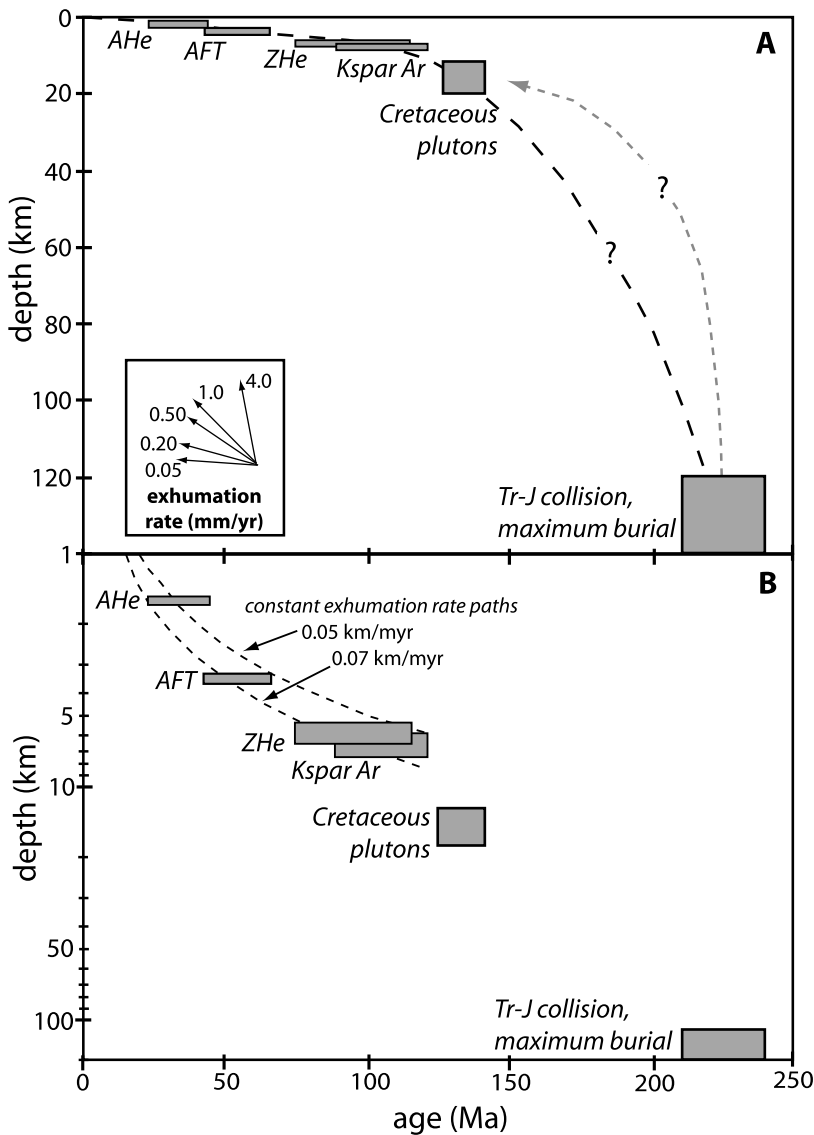 A
0
20
40
60
80
100
120
depth (km)
AHe
AFT
ZHe
Kspar Ar
Cretaceous
plutons
?
?
4.0
1.0
0.50
0.20
0.05
exhumation
rate (mm/yr)
Tr-J collision,
maximum burial
B
1
5
10
50
100
depth (km)
AHe
constant exhumation rate paths
0.05 km/myr
0.07 km/myr
AFT
ZHe
Kspar Ar
Cretaceous
plutons
Tr-J collision,
maximum burial
0
50
100
150
200
250
age (Ma)